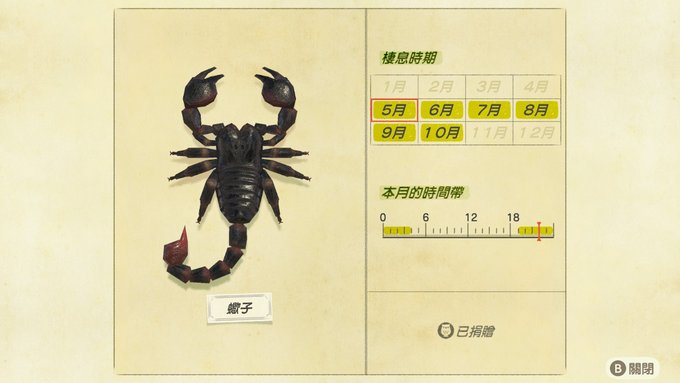 棲息時期
1月 2月 3月 4月
5月 6月 7月 8月
9月 10月 11月 12月
本月的時間帶
0 6 12 18
蠍子
已捐贈
B 關閉